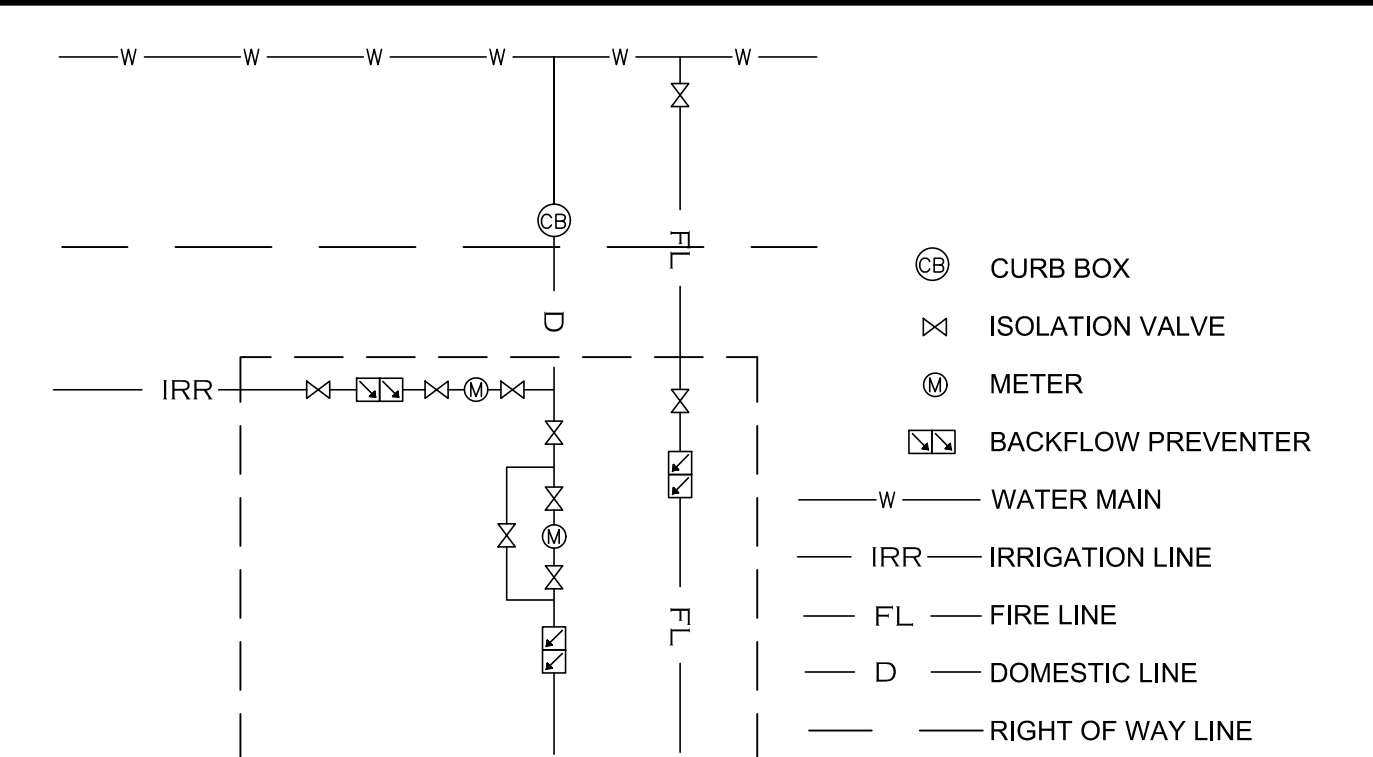 W W W W W W
CB
FL
D
IRR
M
M
FL
CB CURB BOX
ISOLATION VALVE
M METER
BACKFLOW PREVENTER
W WATER MAIN
IRR IRRIGATION LINE
FL FIRE LINE
D DOMESTIC LINE
RIGHT OF WAY LINE